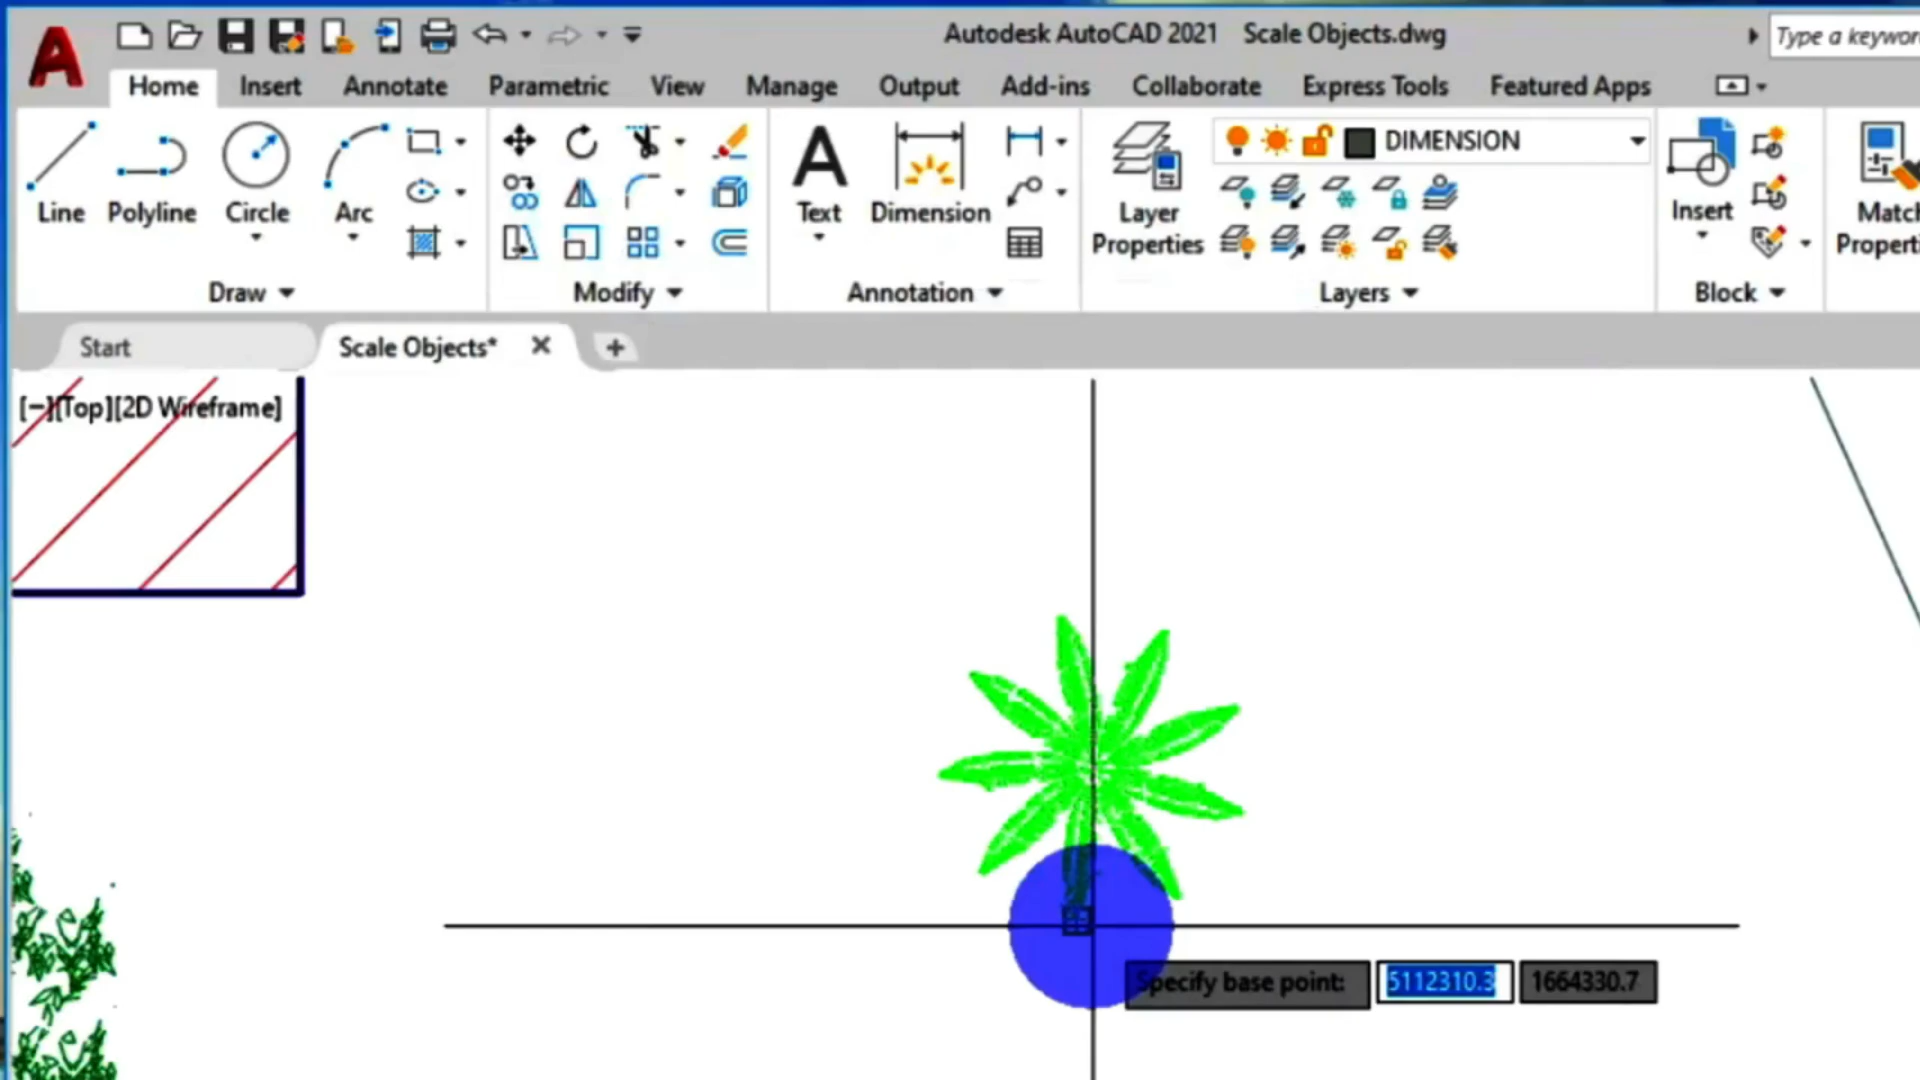 Autodesk AutoCAD 2021 Scale Objects.dwg
Type a keywor
Home Insert Annotate Parametric View Manage Output Add-ins Collaborate Express Tools Featured Apps
DIMENSION
Line Polyline Circle Arc
Text Dimension
Layer Properties
Insert
Match Properti
Draw Modify Annotation Layers Block
Start Scale Objects*
[−][Top][2D Wireframe]
Specify base point: 5112310.3 1664330.7